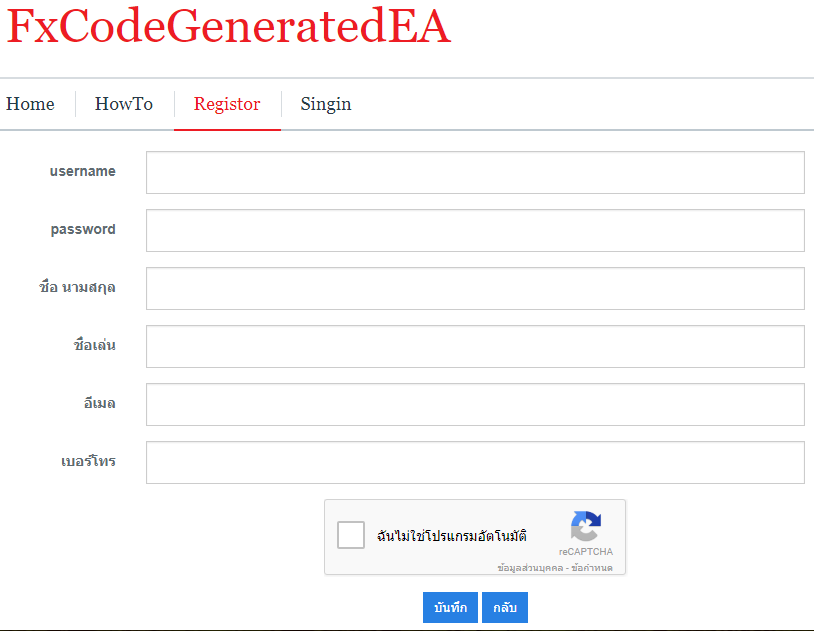 FxCodeGeneratedEA
Home HowTo Registor Singin
username
password
ชื่อ นามสกุล
ชื่อเล่น
อีเมล
เบอร์โทร
ฉันไม่ใช่โปรแกรมอัตโนมัติ
reCAPTCHA
ข้อมูลส่วนบุคคล - ข้อกำหนด
บันทึก กลับ